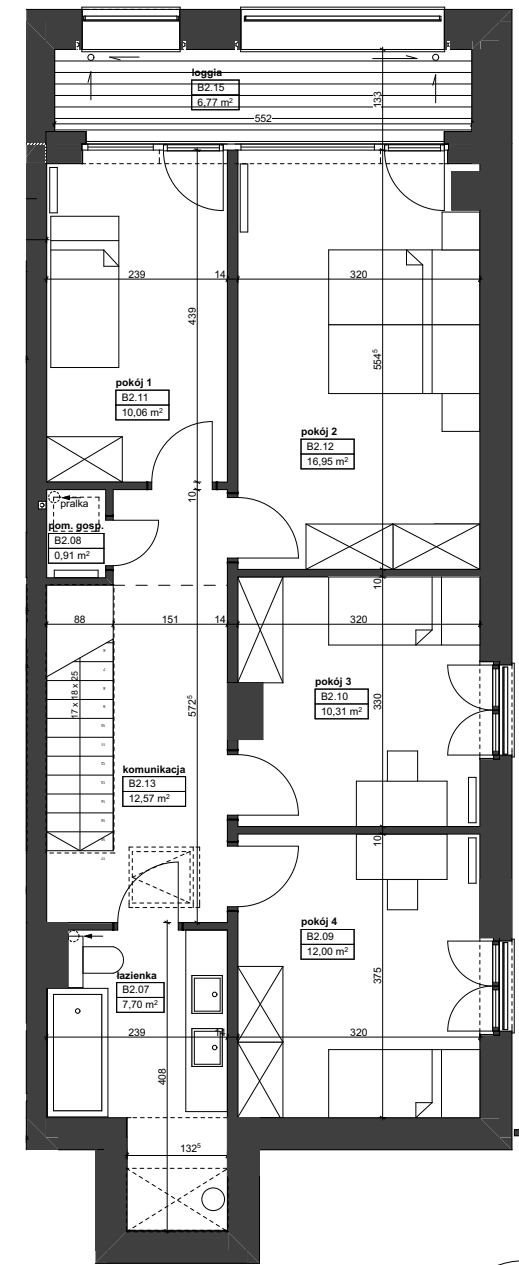 loggia
B2.15
6,77 m²
133
552
239
14
320
439
554⁵
pokój 1
B2.11
10,06 m²
pokój 2
B2.12
16,95 m²
10
pralka
pom. gosp.
B2.08
0,91 m²
10
88
151
14
320
17 x 18 x 25
572⁵
pokój 3
B2.10
10,31 m²
330
komunikacja
B2.13
12,57 m²
10
pokój 4
B2.09
12,00 m²
łazienka
B2.07
7,70 m²
375
239
14
320
408
132⁵